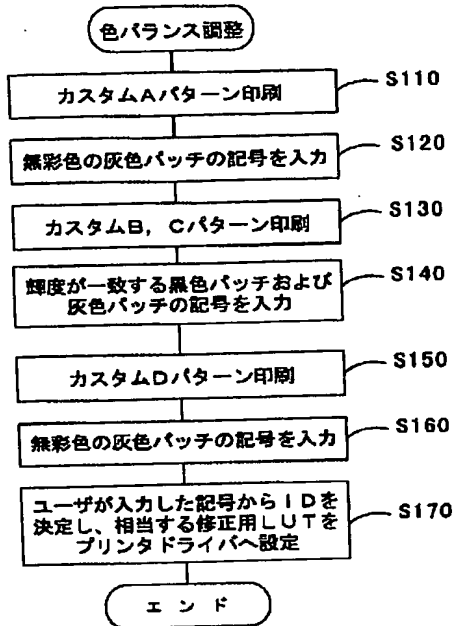 色バランス調整
カスタムAパターン印刷
S110
無彩色の灰色パッチの記号を入力
S120
カスタムB，Cパターン印刷
S130
輝度が一致する黒色パッチおよび
灰色パッチの記号を入力
S140
カスタムDパターン印刷
S150
無彩色の灰色パッチの記号を入力
S160
ユーザが入力した記号からIDを
決定し、相当する修正用LUTを
プリンタドライバへ設定
S170
エンド